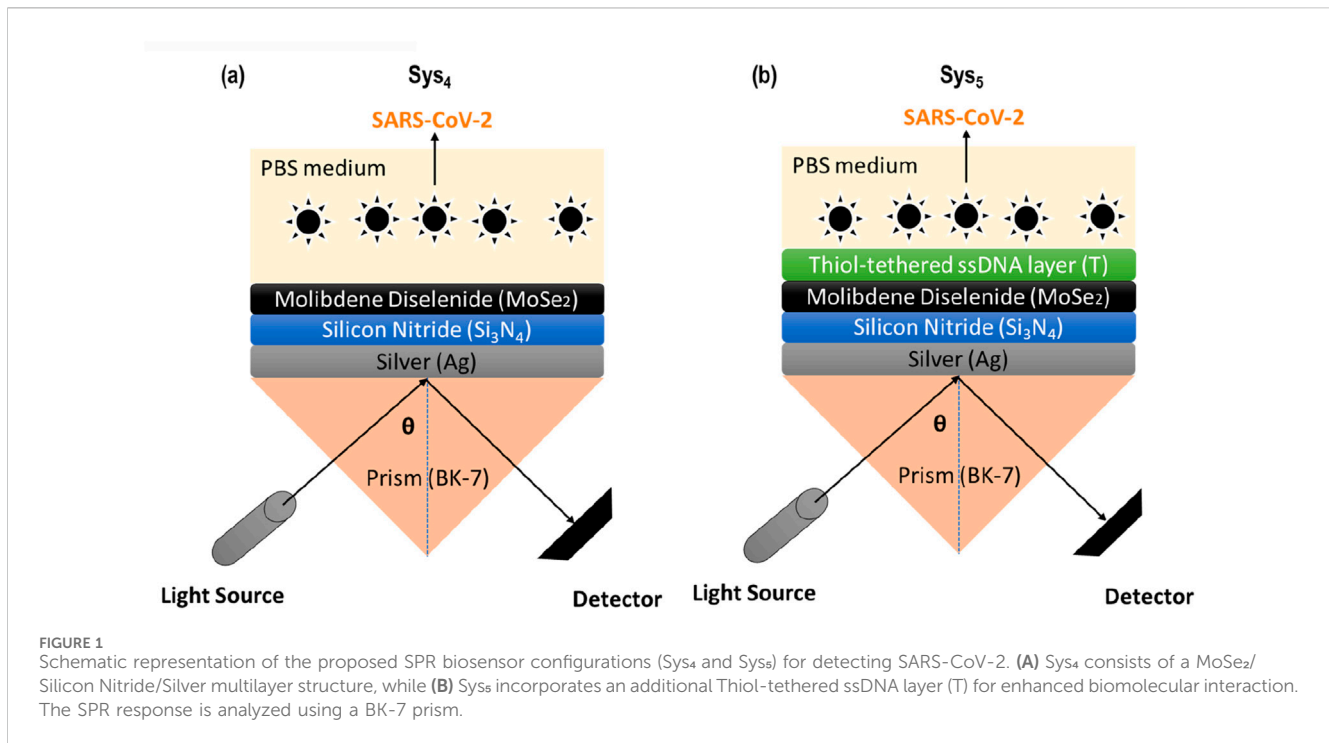 (a)
Sys₄
SARS-CoV-2
PBS medium
Molibdene Diselenide (MoSe₂)
Silicon Nitride (Si₃N₄)
Silver (Ag)
θ
Prism (BK-7)
Light Source
Detector
(b)
Sys₅
SARS-CoV-2
PBS medium
Thiol-tethered ssDNA layer (T)
Molibdene Diselenide (MoSe₂)
Silicon Nitride (Si₃N₄)
Silver (Ag)
θ
Prism (BK-7)
Light Source
Detector
FIGURE 1
Schematic representation of the proposed SPR biosensor configurations (Sys₄ and Sys₅) for detecting SARS-CoV-2. (A) Sys₄ consists of a MoSe₂/
Silicon Nitride/Silver multilayer structure, while (B) Sys₅ incorporates an additional Thiol-tethered ssDNA layer (T) for enhanced biomolecular interaction.
The SPR response is analyzed using a BK-7 prism.